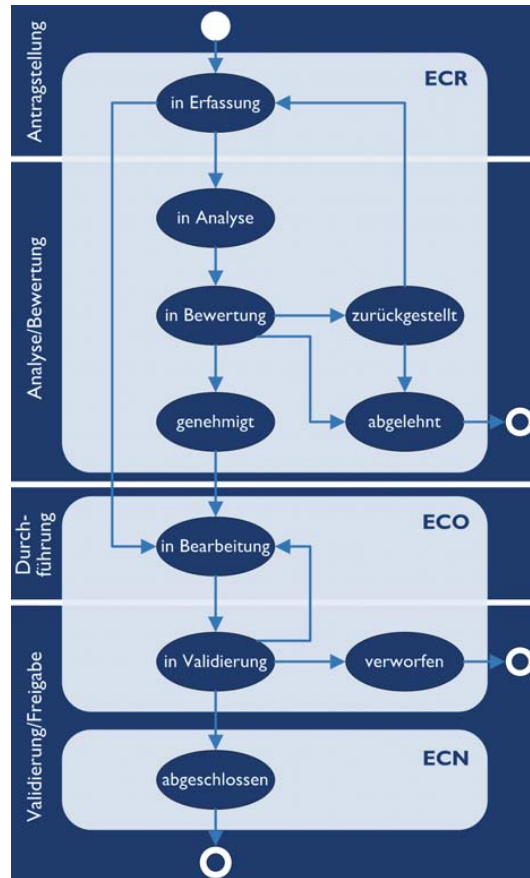 Antragstellung
ECR
in Erfassung
Analyse/Bewertung
in Analyse
in Bewertung
zurückgestellt
genehmigt
abgelehnt
Durch-
führung
ECO
in Bearbeitung
Validierung/Freigabe
in Validierung
verworfen
ECN
abgeschlossen